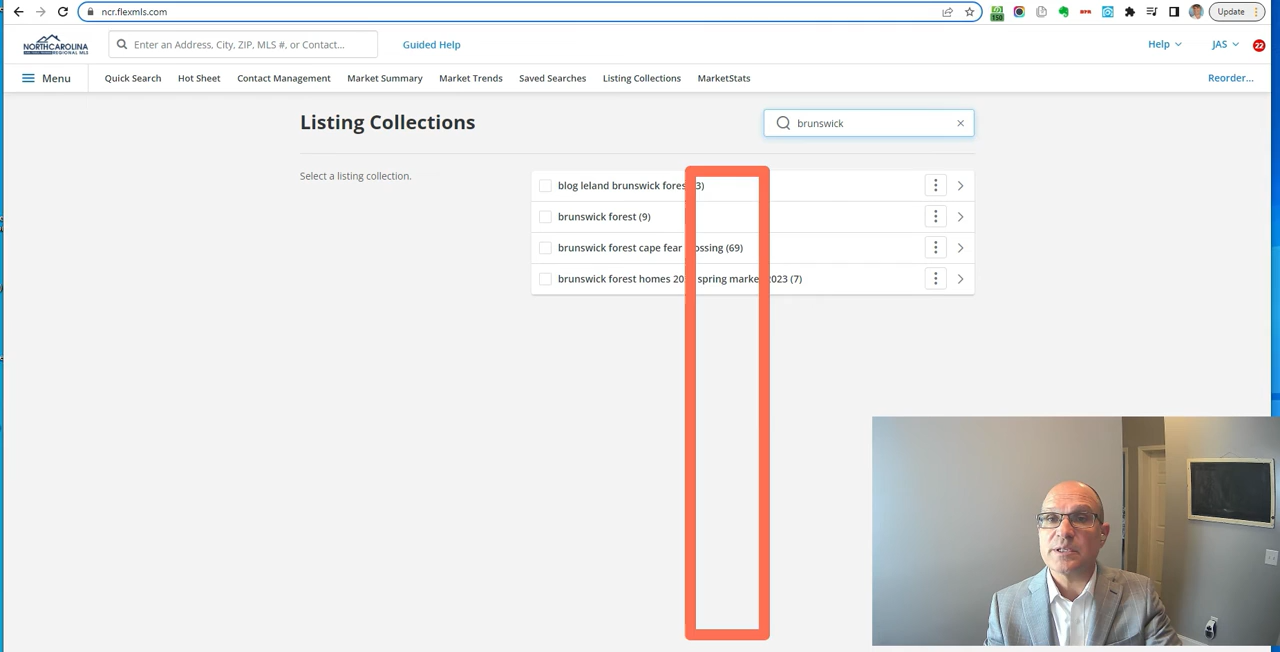 ncr.flexmls.com
150
Update
NORTH CAROLINA
REGIONAL MLS
Enter an Address, City, ZIP, MLS #, or Contact...
Guided Help
Help
JAS
22
Menu
Quick Search
Hot Sheet
Contact Management
Market Summary
Market Trends
Saved Searches
Listing Collections
MarketStats
Reorder...
Listing Collections
brunswick
Select a listing collection.
blog leland brunswick fores 3)
brunswick forest (9)
brunswick forest cape fear ossing (69)
brunswick forest homes 20 spring marke 2023 (7)